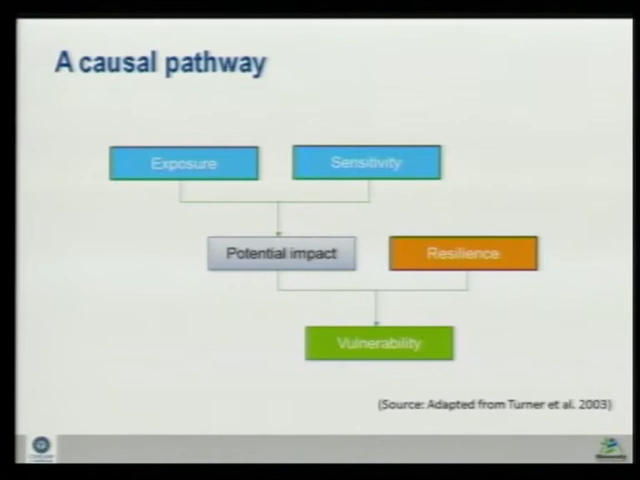 A causal pathway
Exposure
Sensitivity
Potential impact
Resilience
Vulnerability
(Source: Adapted from Turner et al. 2003)